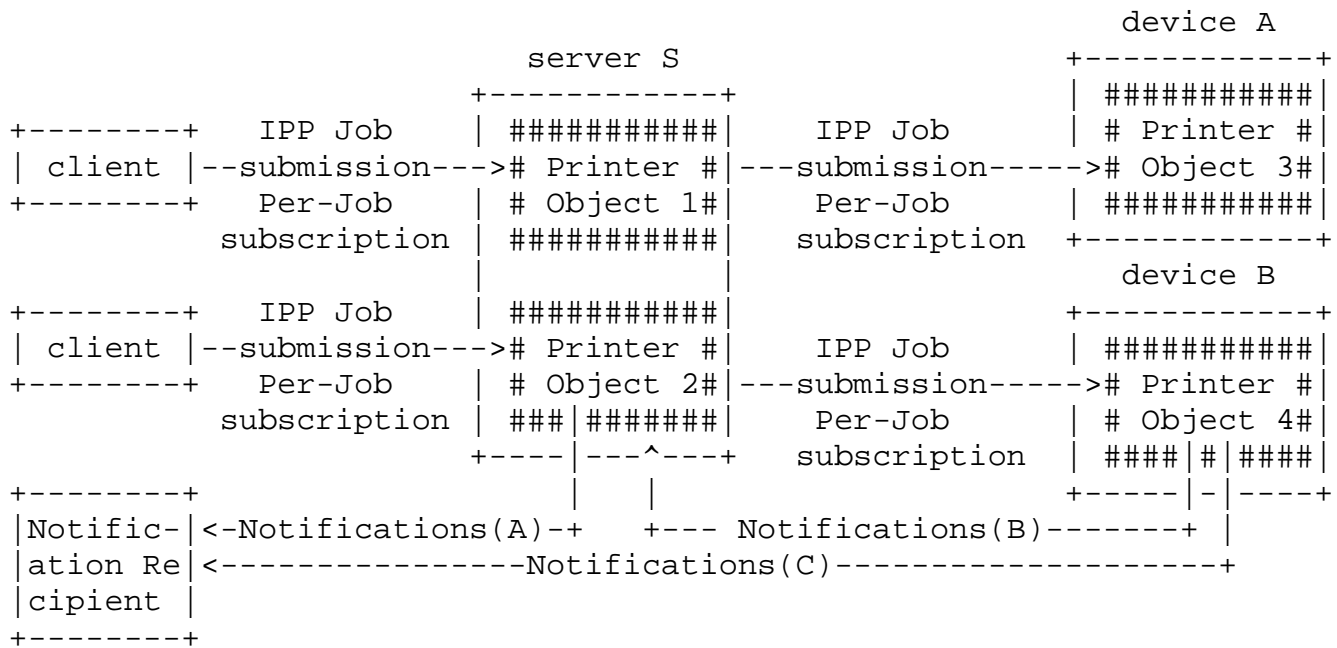 device A
                          server S                           +------------+
                       +------------+                        | ###########|
+--------+   IPP Job   | ###########|     IPP Job            | # Printer #|
| client |--submission---># Printer #|---submission-----># Object 3#|
+--------+   Per-Job   | # Object 1#|     Per-Job            | ###########|
           subscription | ###########|    subscription  +------------+
                       |            |                          device B
+--------+   IPP Job   | ###########|                        +------------+
| client |--submission---># Printer #|    IPP Job    | ###########|
+--------+   Per-Job   | # Object 2#|---submission-----># Printer #|
           subscription | ###|#######|     Per-Job    | # Object 4#|
                       +----|---^---+   subscription  | ####|#|####|
+--------+                  |   |                     +-----|-|----+
|Notific-|<-Notifications(A)-+   +--- Notifications(B)-------+ |
|ation Re|<----------------Notifications(C)--------------------+
|cipient |
+--------+